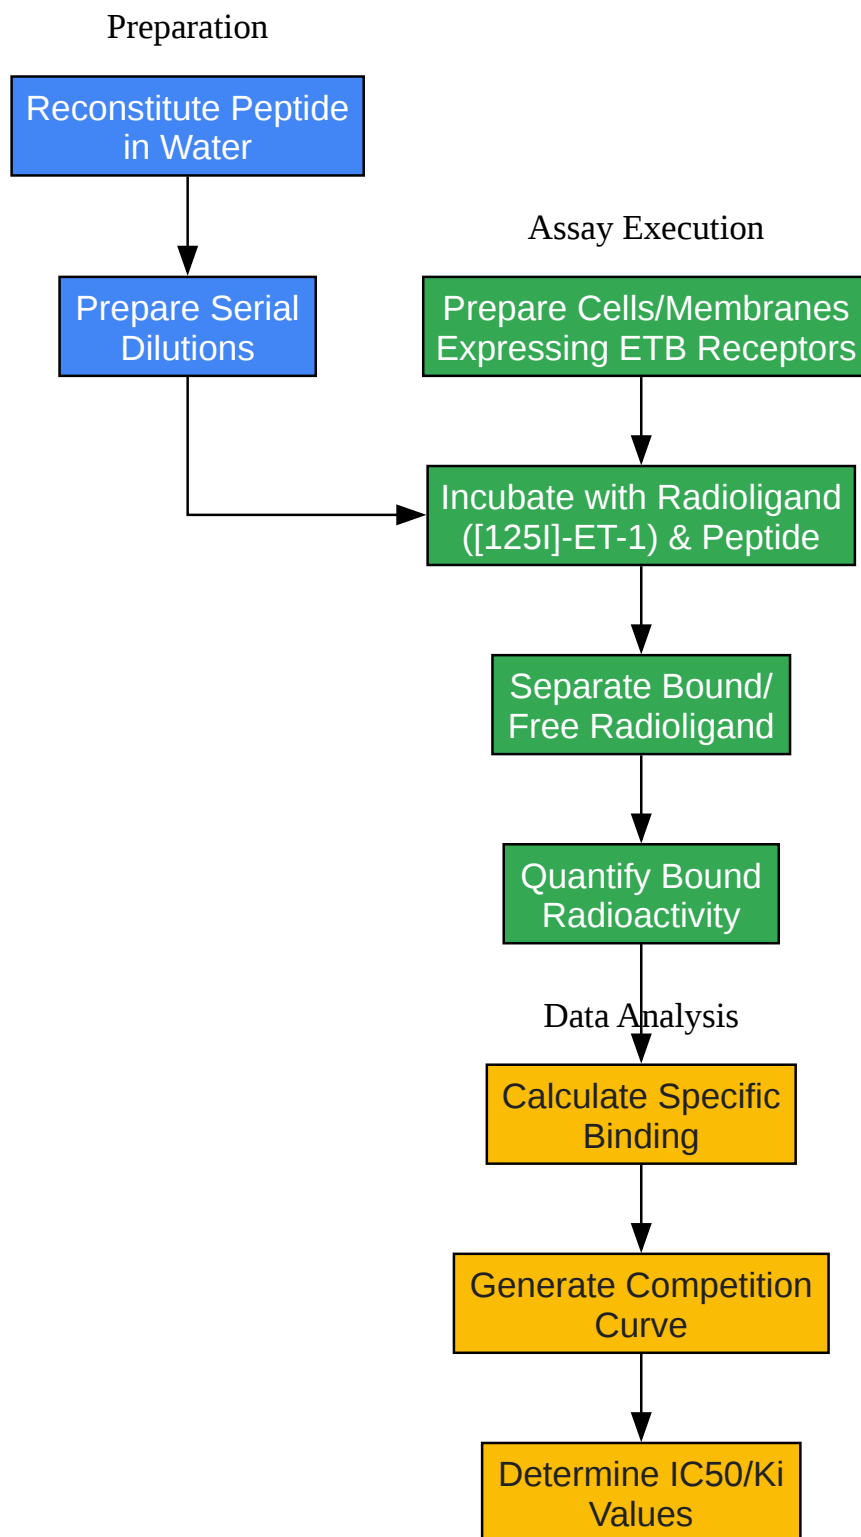 Preparation
Reconstitute Peptide
in Water
Prepare Serial
Dilutions
Assay Execution
Prepare Cells/Membranes
Expressing ETB Receptors
Incubate with Radioligand
([125I]-ET-1) & Peptide
Separate Bound/
Free Radioligand
Quantify Bound
Radioactivity
Data Analysis
Calculate Specific
Binding
Generate Competition
Curve
Determine IC50/Ki
Values